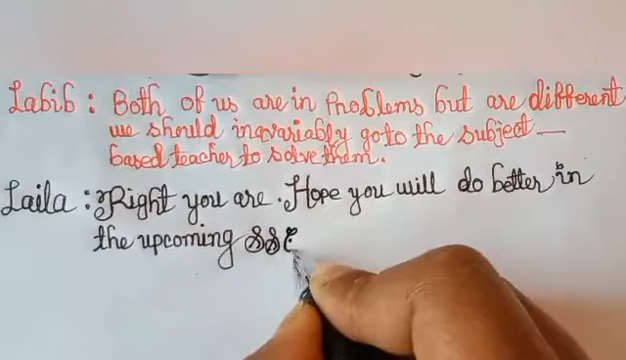 Labib : Both of us are in problems but are different
we should invariably go to the subject —
based teacher to solve them.
Laila : Right you are. Hope you will do better in
the upcoming SSC